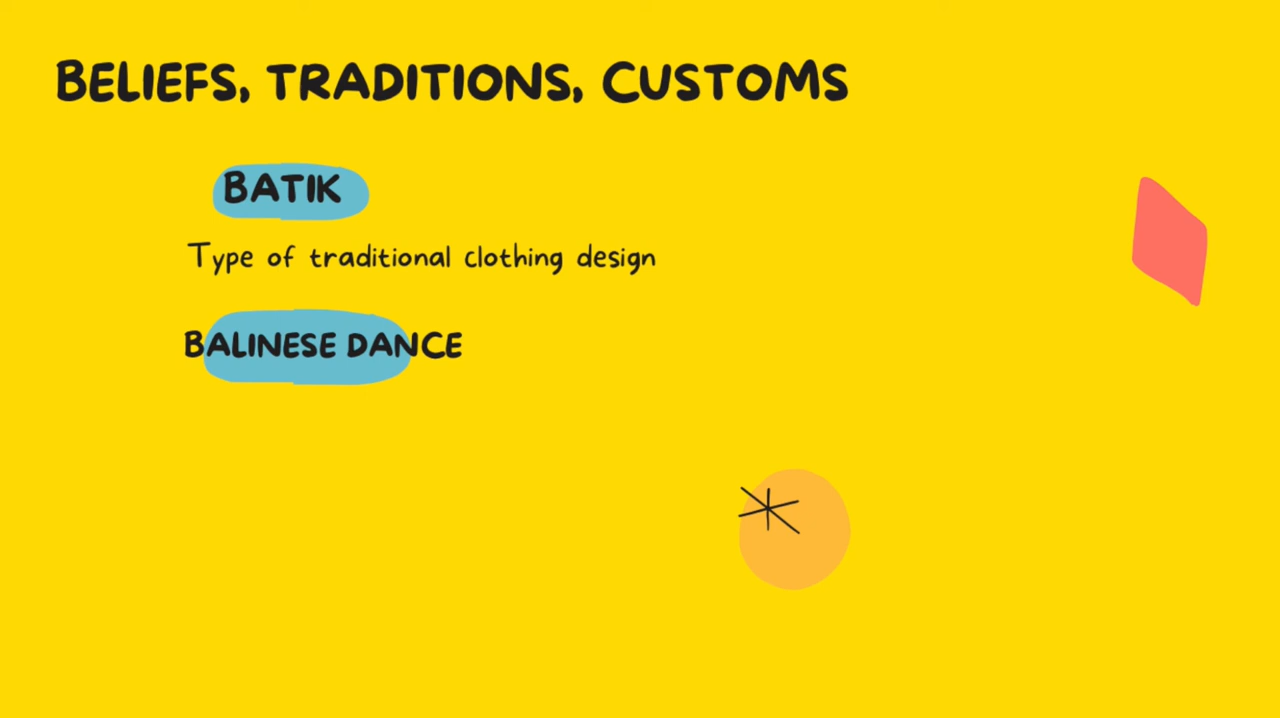 BELIEFS, TRADITIONS, CUSTOMS
BATIK
Type of traditional clothing design
BALINESE DANCE